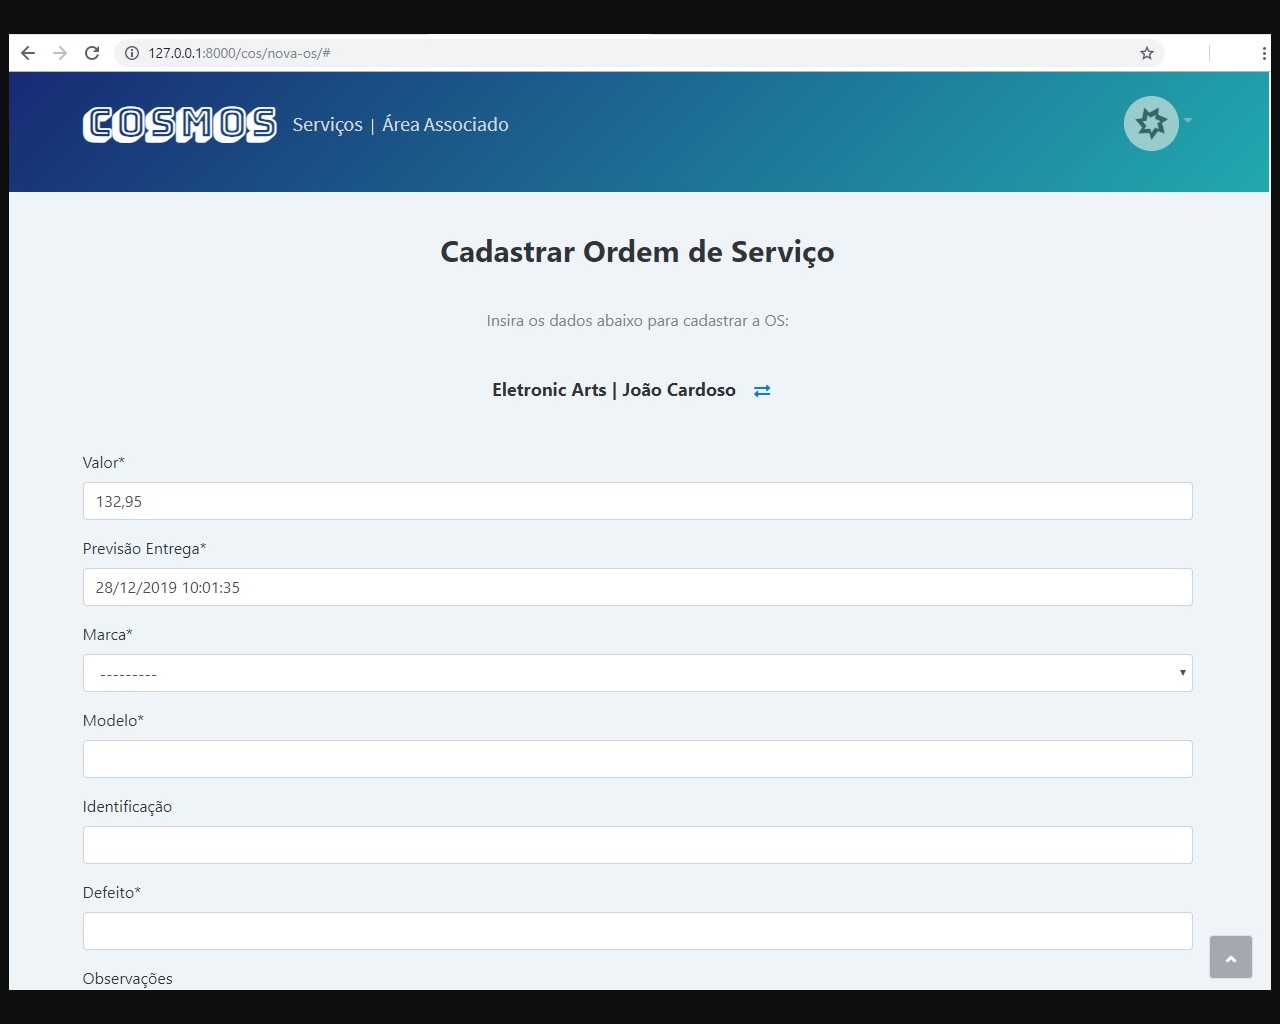 127.0.0.1:8000/cos/nova-os/#
COSMOS Serviços | Área Associado
Cadastrar Ordem de Serviço
Insira os dados abaixo para cadastrar a OS:
Eletronic Arts | João Cardoso
Valor*
132,95
Previsão Entrega*
28/12/2019 10:01:35
Marca*
---------
Modelo*
Identificação
Defeito*
Observações